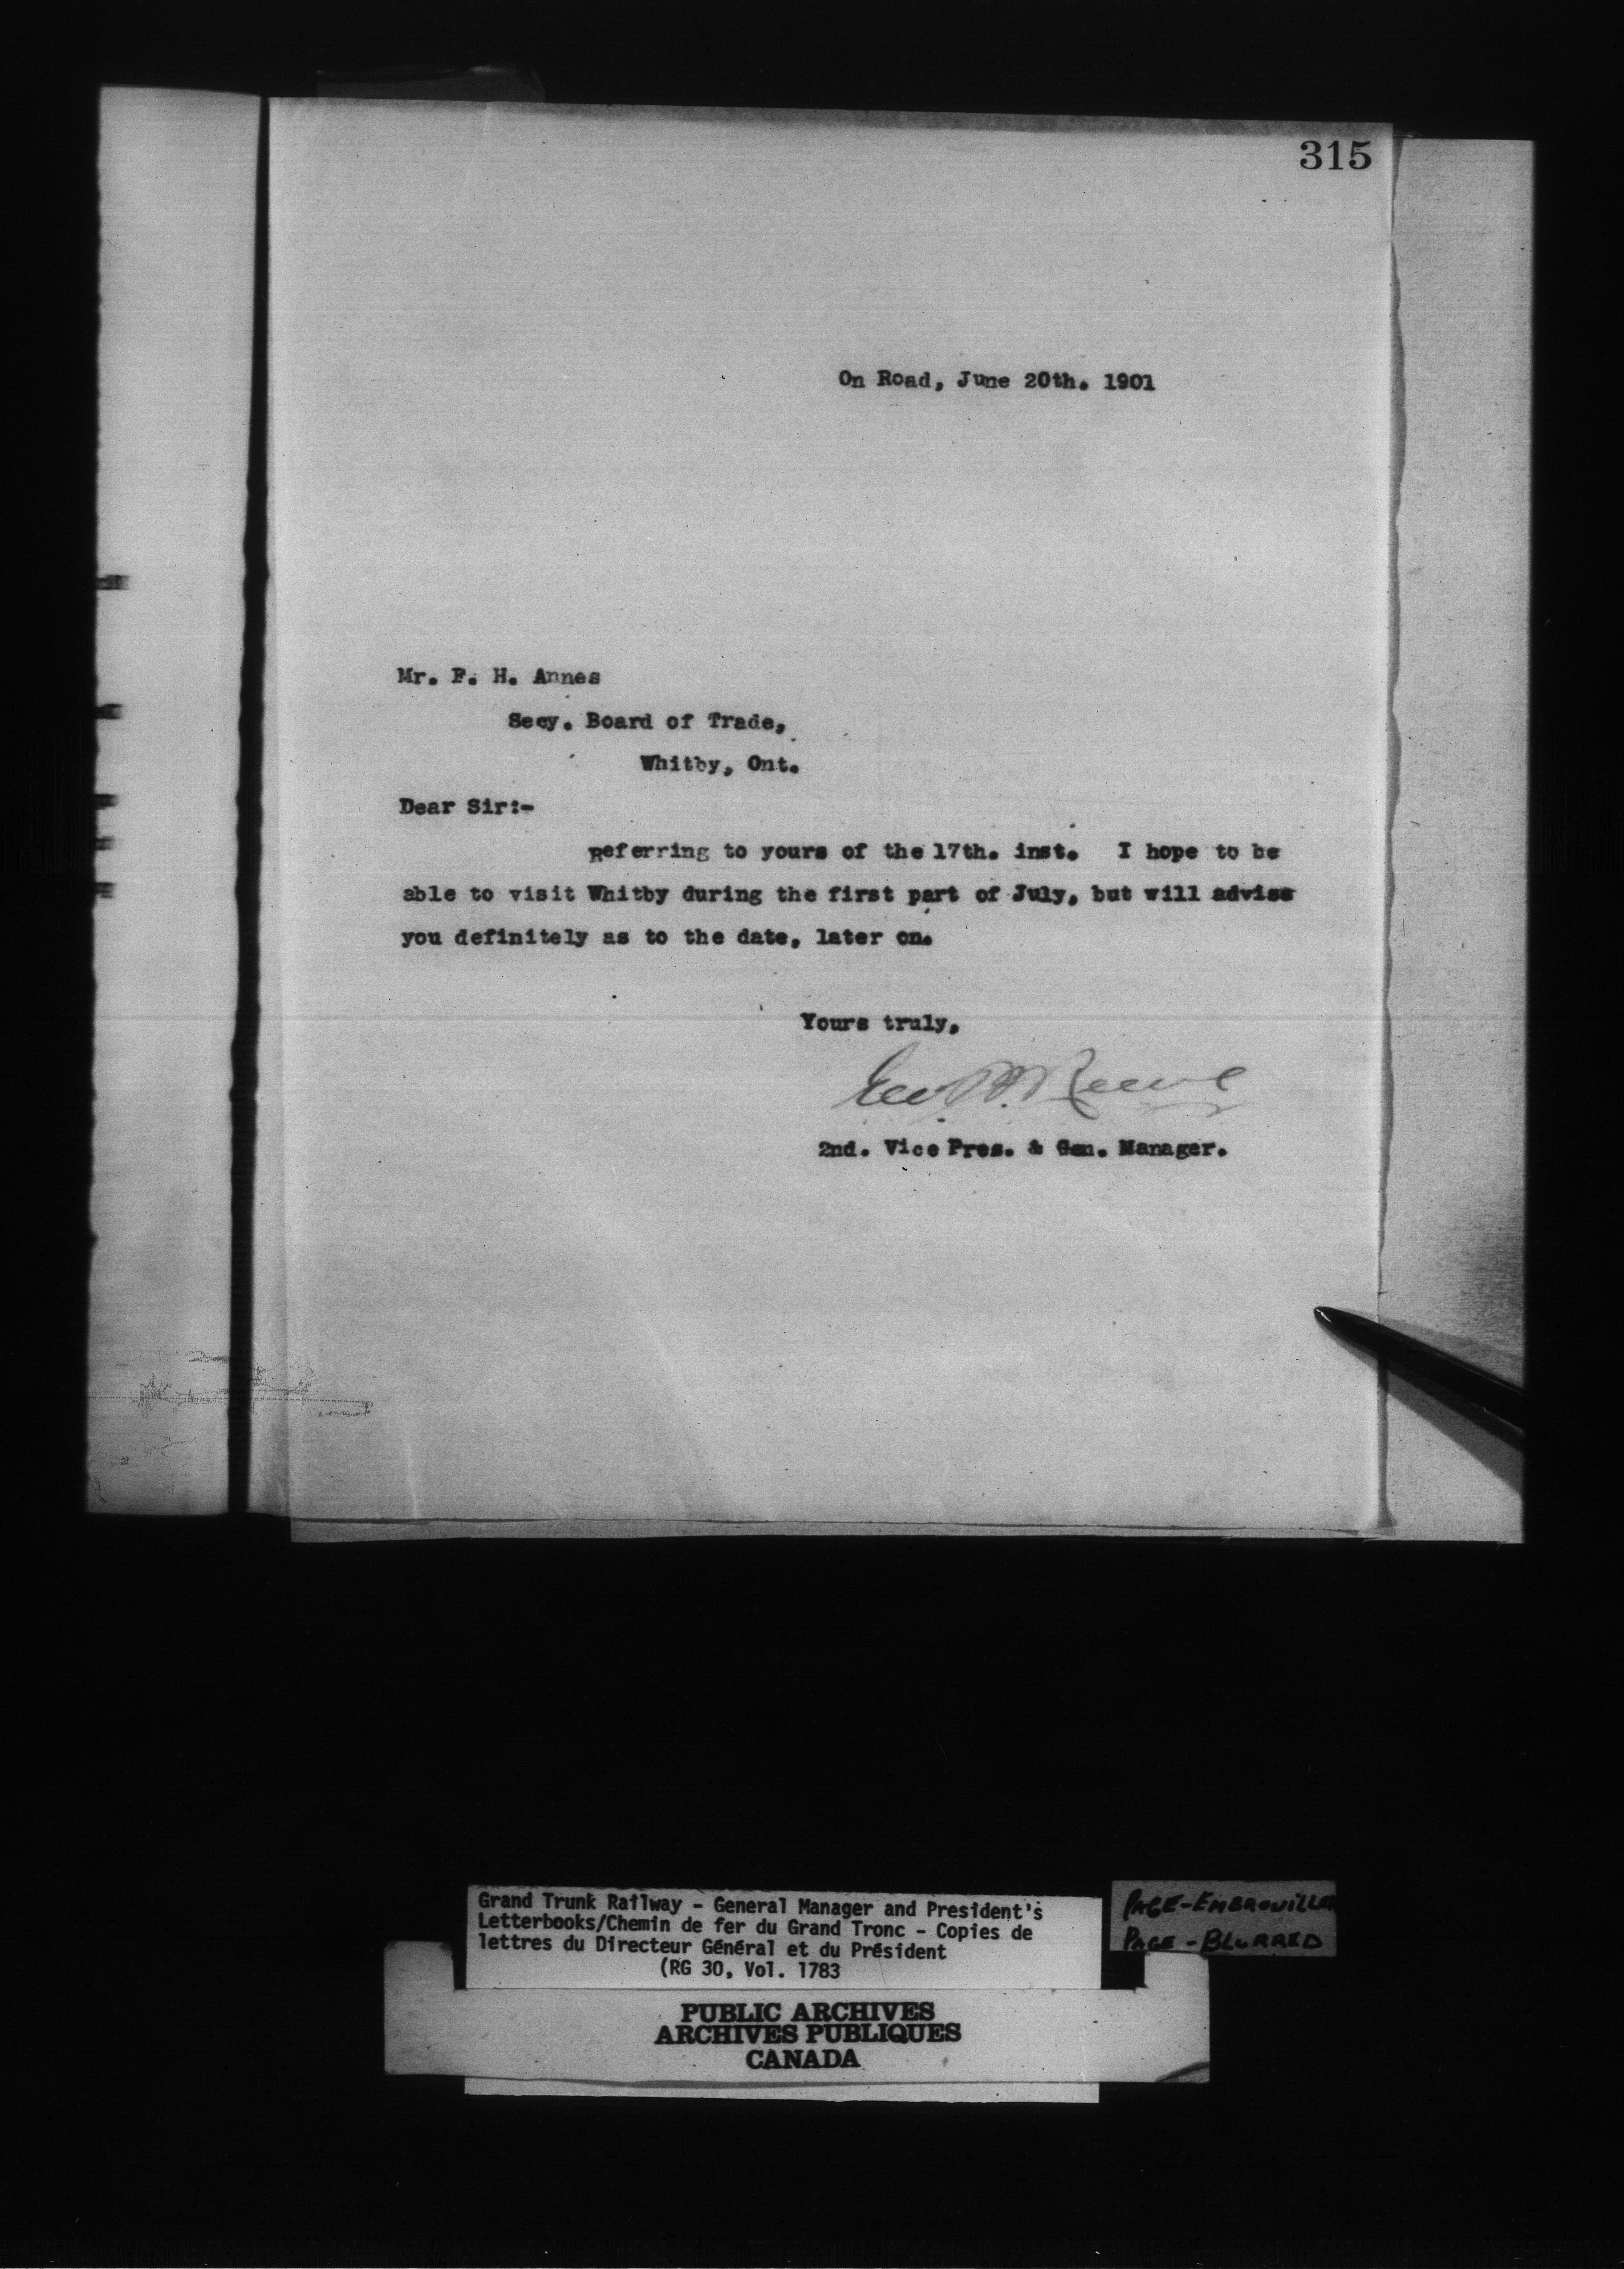 315
On Road, June 20th. 1901
Mr. F. H. Annes
Secy. Board of Trade,
Whitby, Ont.
Dear Sir:-
Referring to yours of the 17th. inst. I hope to be
able to visit Whitby during the first part of July, but will advise
you definitely as to the date, later on.
Yours truly,
Geo. B. Reeve
2nd. Vice Pres. & Gen. Manager.
Grand Trunk Railway - General Manager and President's
Letterbooks/Chemin de fer du Grand Tronc - Copies de
lettres du Directeur Général et du Président
(RG 30, Vol. 1783
PAGE-EMBROUILLER
PAGE-BLURRED
PUBLIC ARCHIVES
ARCHIVES PUBLIQUES
CANADA